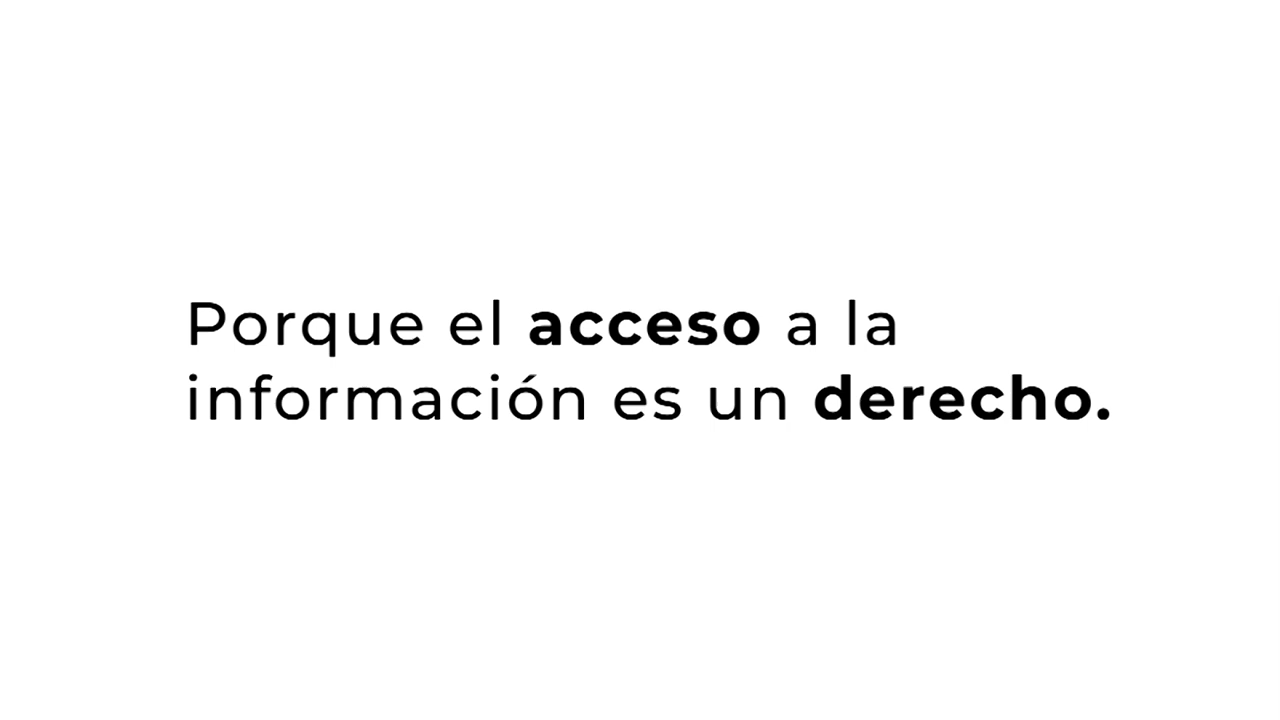 Porque el acceso a la
información es un derecho.